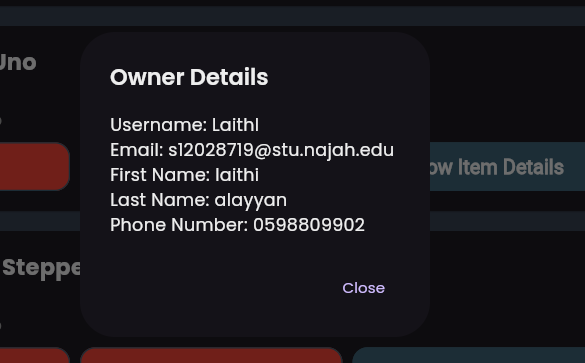 Uno
Owner Details
Username: Laithl
Email: s12028719@stu.najah.edu
First Name: laithi
Last Name: alayyan
Phone Number: 0598809902
ow Item Details
Steppe
Close